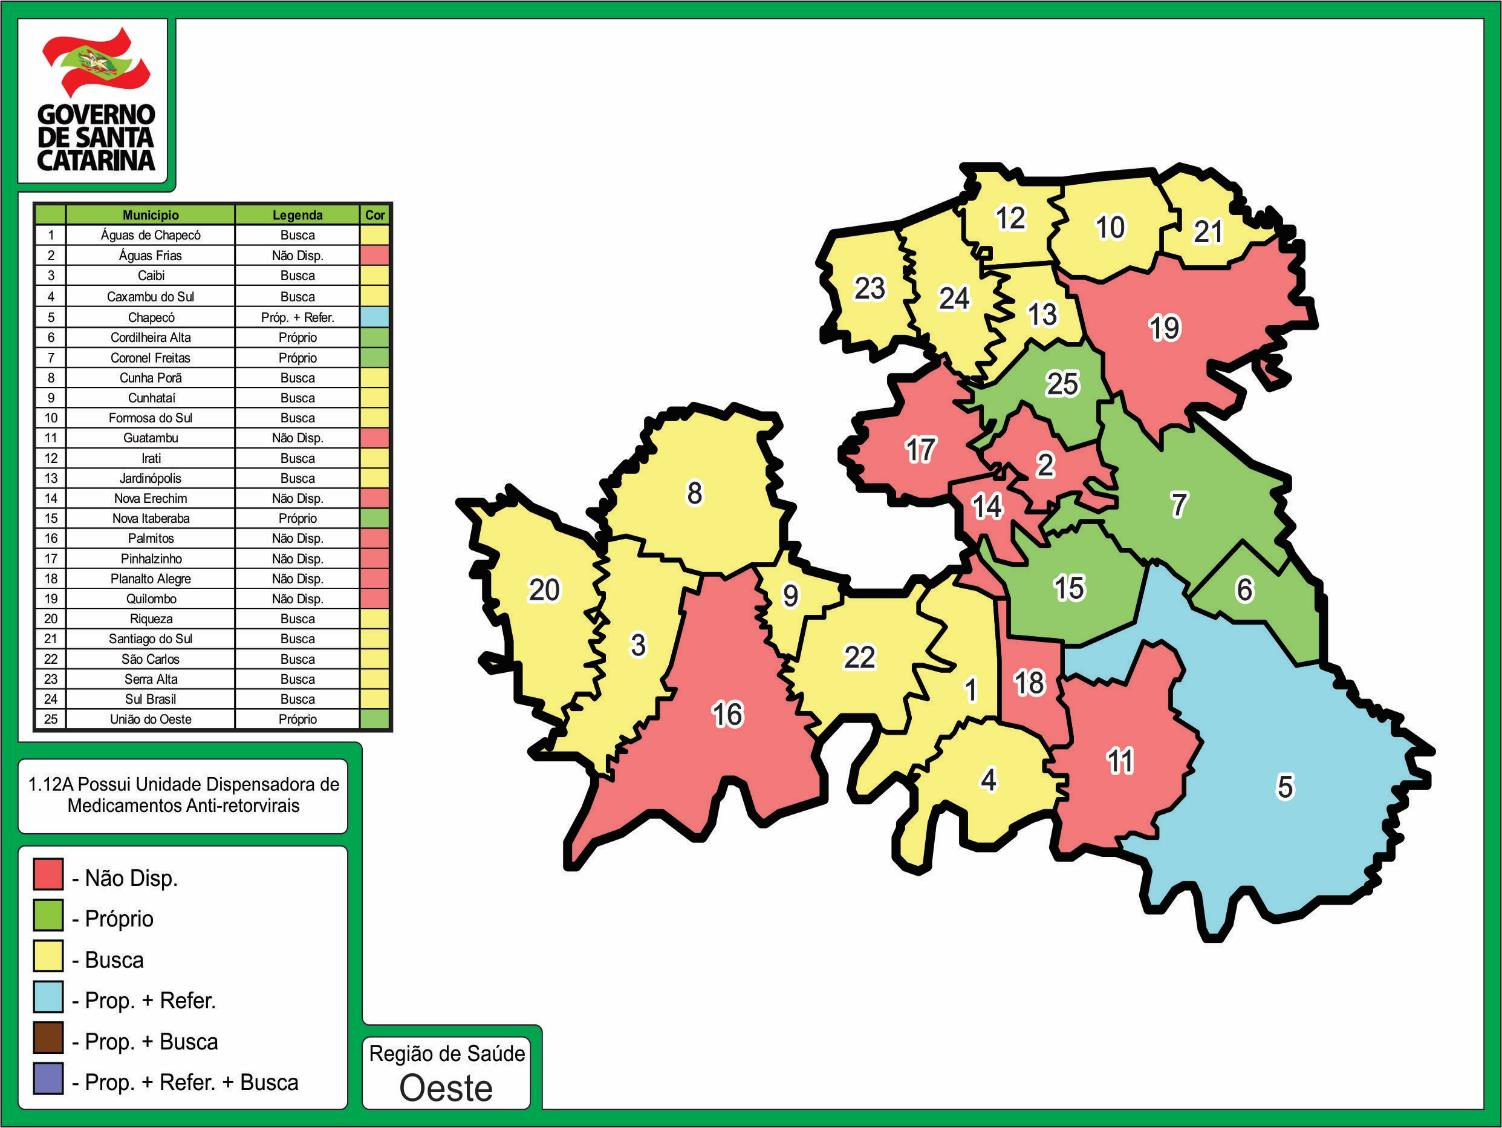 GOVERNO
DE SANTA
CATARINA
Município Legenda Cor
1 Águas de Chapecó Busca
2 Águas Frias Não Disp.
3 Caibi Busca
4 Caxambu do Sul Busca
5 Chapecó Próp. + Refer.
6 Cordilheira Alta Próprio
7 Coronel Freitas Próprio
8 Cunha Porã Busca
9 Cunhataí Busca
10 Formosa do Sul Busca
11 Guatambu Não Disp.
12 Irati Busca
13 Jardinópolis Busca
14 Nova Erechim Não Disp.
15 Nova Itaberaba Próprio
16 Palmitos Não Disp.
17 Pinhalzinho Não Disp.
18 Planalto Alegre Não Disp.
19 Quilombo Não Disp.
20 Riqueza Busca
21 Santiago do Sul Busca
22 São Carlos Busca
23 Serra Alta Busca
24 Sul Brasil Busca
25 União do Oeste Próprio
1.12A Possui Unidade Dispensadora de
Medicamentos Anti-retorvirais
- Não Disp.
- Próprio
- Busca
- Prop. + Refer.
- Prop. + Busca
- Prop. + Refer. + Busca
Região de Saúde
Oeste
12
10
21
23
24
13
19
25
17
2
8
14
7
20
9
15
6
3
22
1
18
16
11
4
5